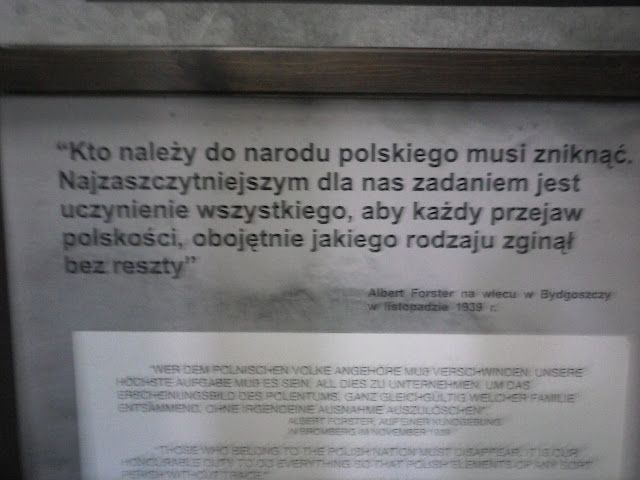 “Kto należy do narodu polskiego musi zniknąć.
Najzaszczytniejszym dla nas zadaniem jest
uczynienie wszystkiego, aby każdy przejaw
polskości, obojętnie jakiego rodzaju zginął
bez reszty”
Albert Forster na wiecu w Bydgoszczy
w listopadzie 1939 r.
"WER DEM POLNISCHEN VOLKE ANGEHÖRE MUß VERSCHWINDEN. UNSERE
HÖCHSTE AUFGABE MUß ES SEIN, ALL DIES ZU UNTERNEHMEN, UM DAS
ERSCHEINUNGSBILD DES POLENTUMS, GANZ GLEICHGÜLTIG WELCHER FAMILIE
ENTSAMMEND, OHNE IRGENDEINE AUSNAHME AUSZULÖSCHEN".
ALBERT FORSTER, AUF EINER KUNDGEBUNG
IN BROMBERG IM NOVEMBER 1939
"THOSE WHO BELONG TO THE POLISH NATION MUST DISAPPEAR. IT IS OUR
HONOURABLE DUTY TO DO EVERYTHING SO THAT POLISH ELEMENTS OF ANY SORT
PERISH WITHOUT TRACE"